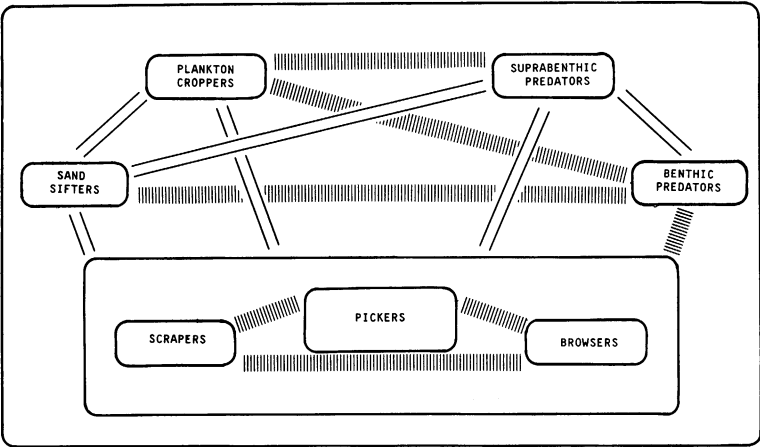 PLANKTON
CROPPERS
SUPRABENTHIC
PREDATORS
SAND
SIFTERS
BENTHIC
PREDATORS
SCRAPERS
PICKERS
BROWSERS